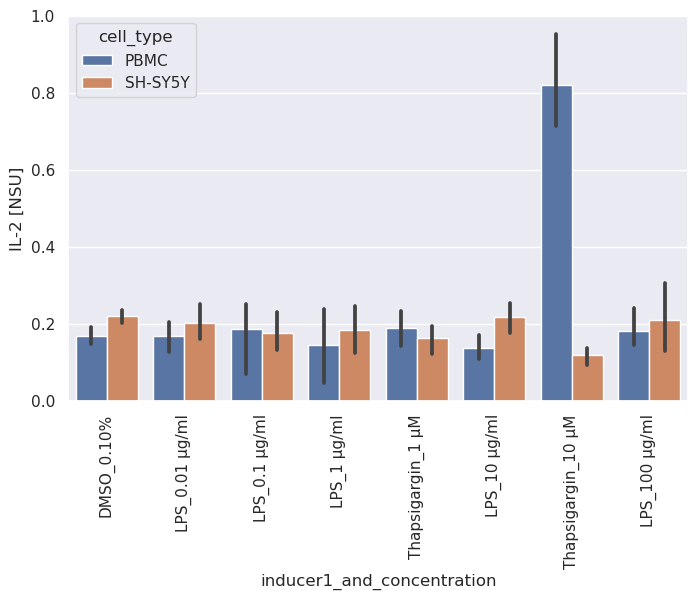 cell_type
PBMC
SH-SY5Y
1.0
0.8
0.6
0.4
0.2
0.0
IL-2 [NSU]
DMSO_0.10%
LPS_0.01 µg/ml
LPS_0.1 µg/ml
LPS_1 µg/ml
Thapsigargin_1 µM
LPS_10 µg/ml
Thapsigargin_10 µM
LPS_100 µg/ml
inducer1_and_concentration